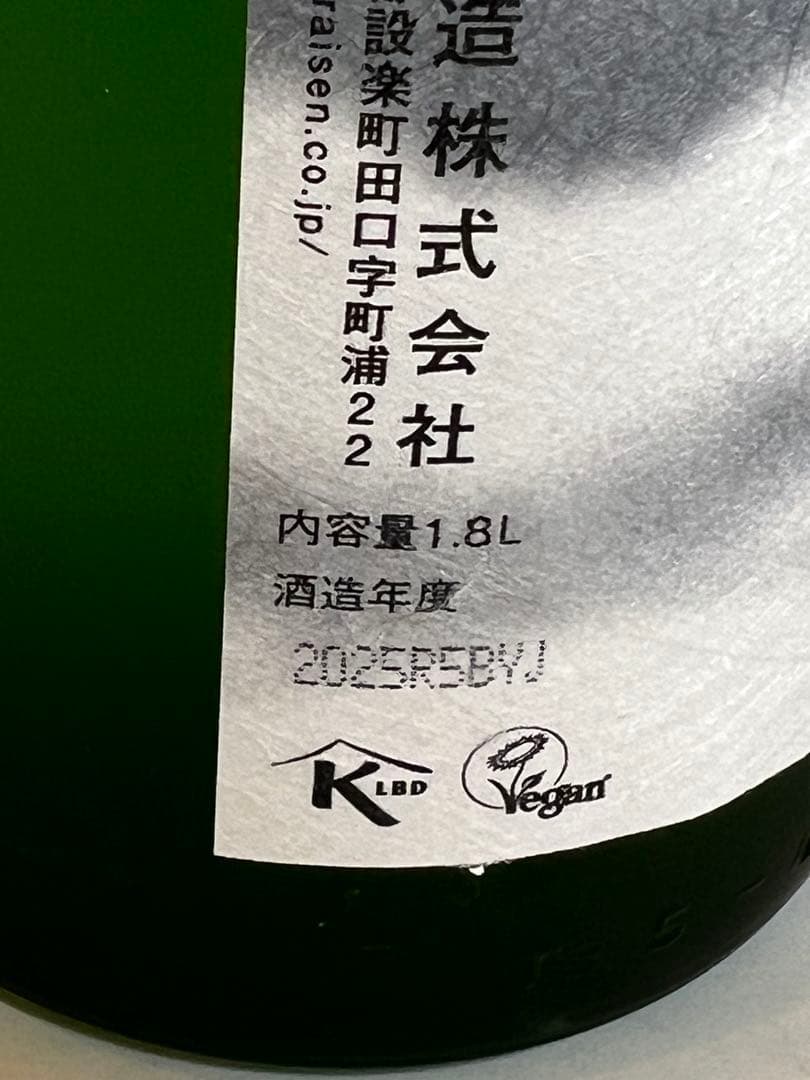 造株式会社
設楽町田口字町浦22
raisen.co.jp/
内容量1.8L
酒造年度
2025R5BYJ
K LBD
Vegan